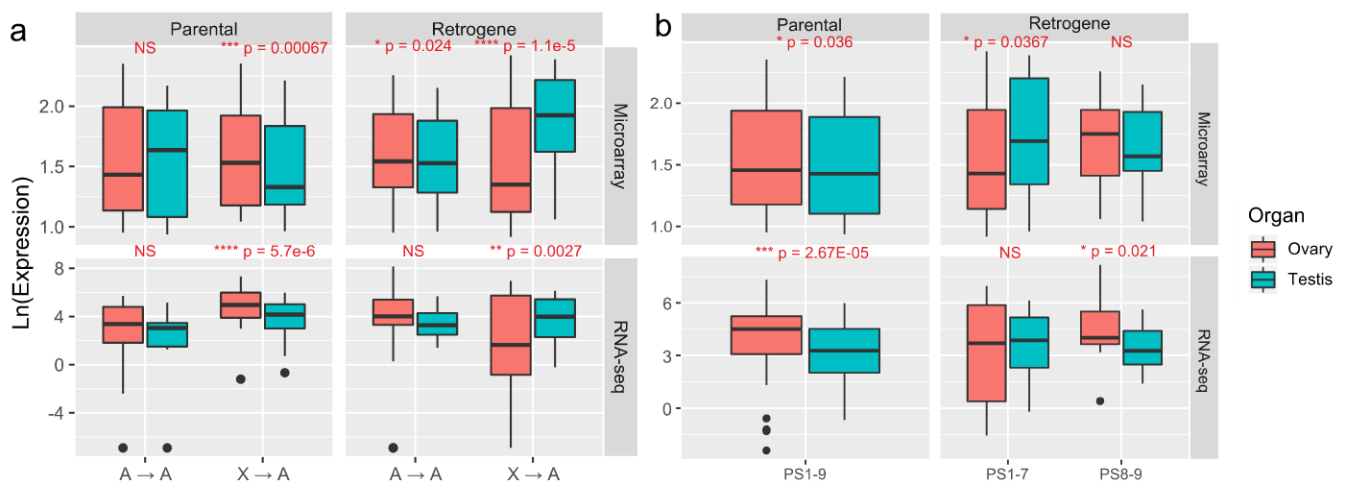 a
Parental
Retrogene
NS
*** p = 0.00067
* p = 0.024
**** p = 1.1e-5
2.0
1.5
1.0
Microarray
NS
**** p = 5.7e-6
NS
** p = 0.0027
8
4
0
-4
RNA-seq
Ln(Expression)
A → A
X → A
A → A
X → A
b
Parental
Retrogene
* p = 0.036
* p = 0.0367
NS
2.0
1.5
1.0
Microarray
*** p = 2.67E-05
NS
* p = 0.021
6
3
0
RNA-seq
PS1-9
PS1-7
PS8-9
Organ
Ovary
Testis